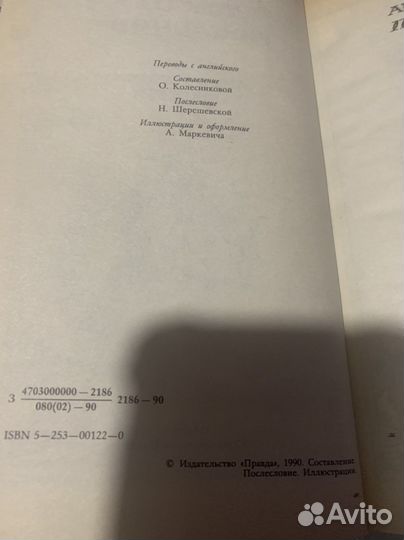 Переводы с английского
Составление
О. Колесниковой
Послесловие
Н. Шерешевской
Иллюстрации и оформление
А. Маркевича
З 4703000000—2186
080(02)—90
2186—90
ISBN 5—253—00122—0
© Издательство «Правда», 1990. Составление.
Послесловие. Иллюстрации.
Avito